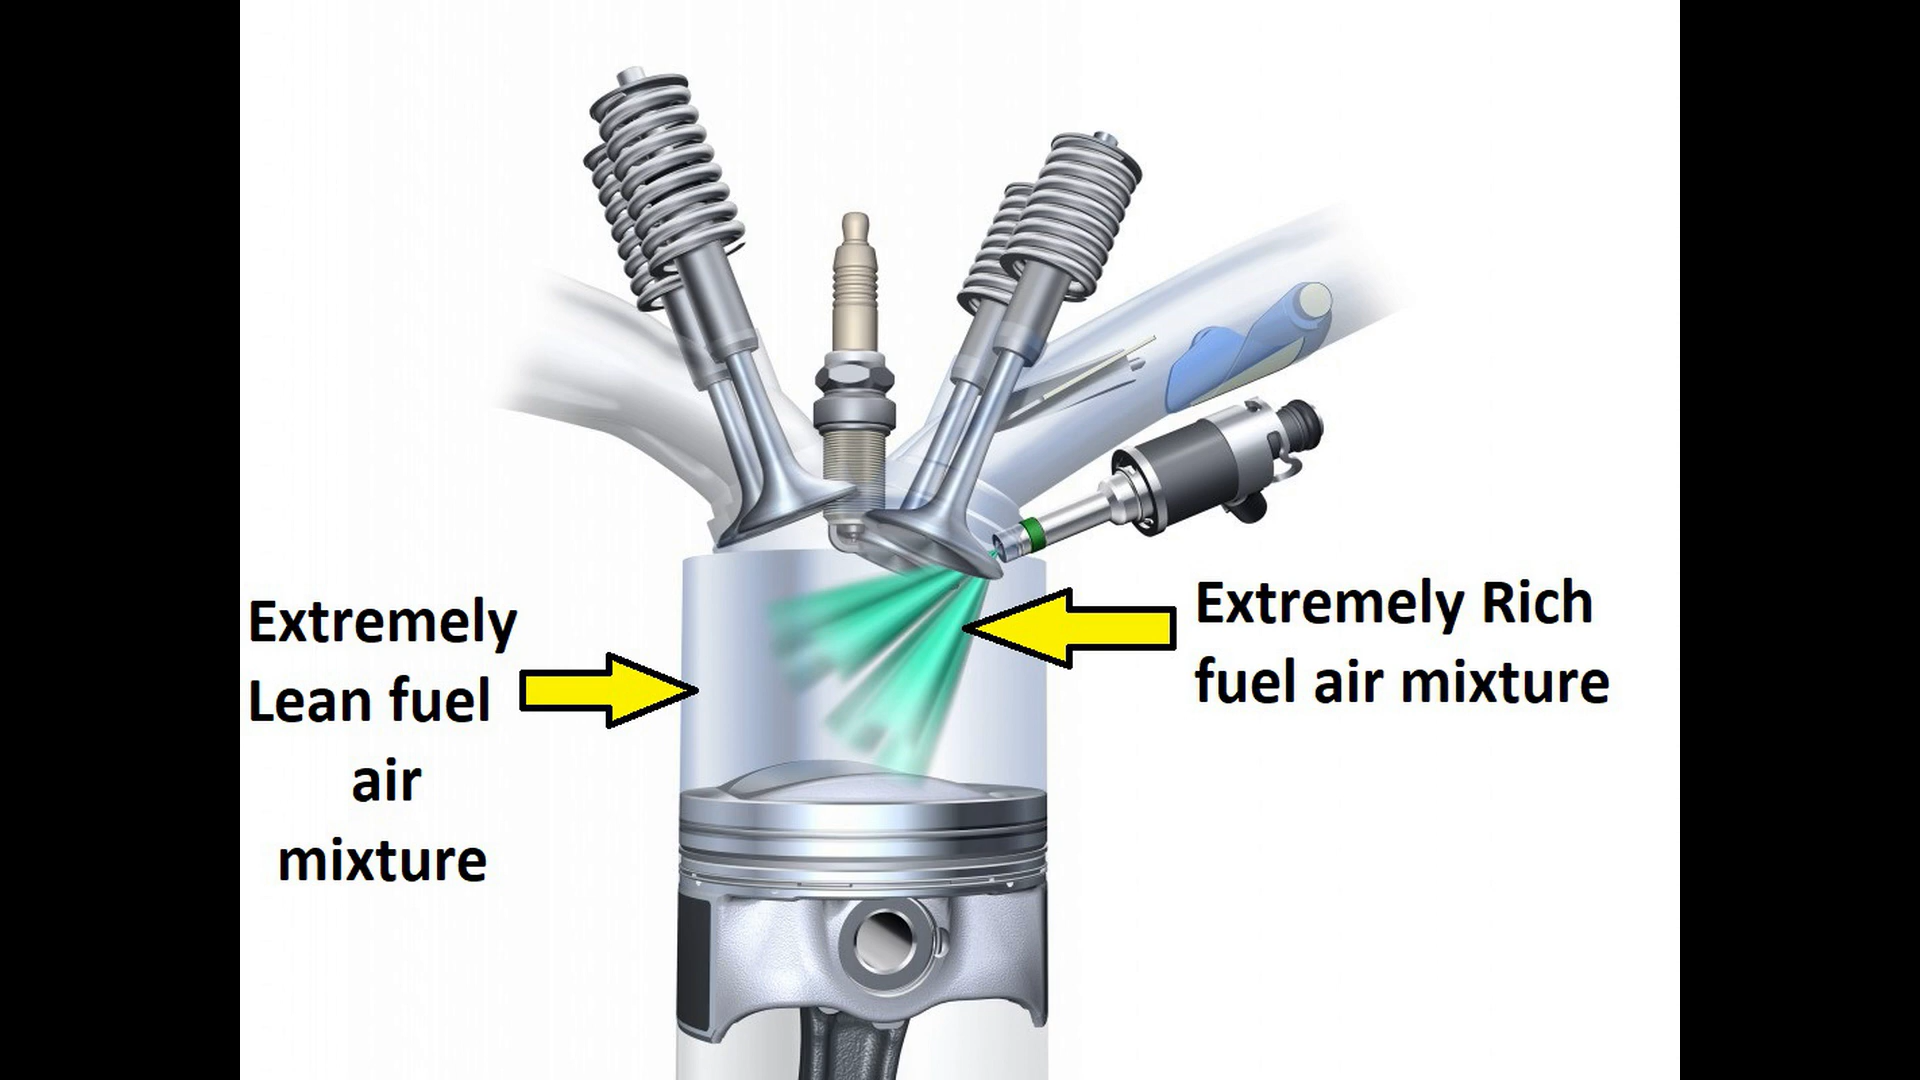 Extremely
Lean fuel
air
mixture
Extremely Rich
fuel air mixture